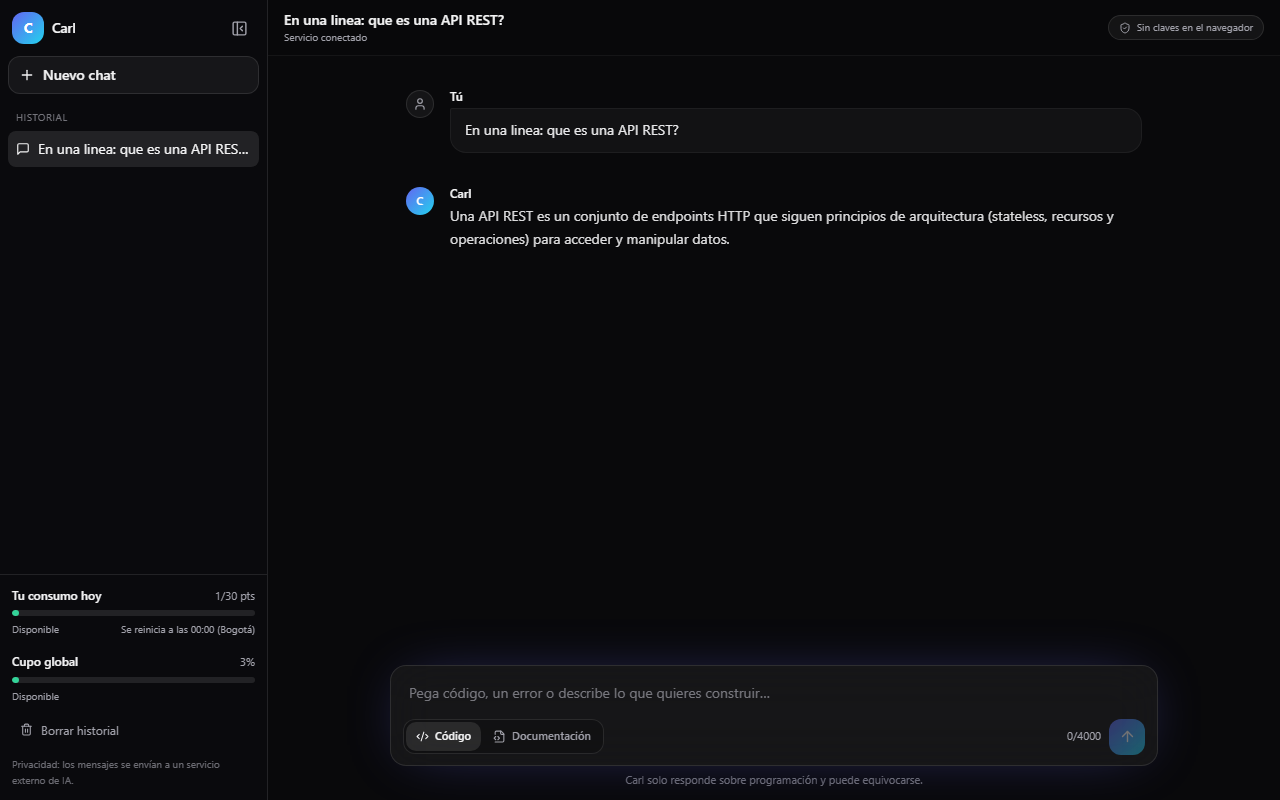 C Carl
Nuevo chat
HISTORIAL
En una linea: que es una API RES...
Tu consumo hoy 1/30 pts
Disponible Se reinicia a las 00:00 (Bogotá)
Cupo global 3%
Disponible
Borrar historial
Privacidad: los mensajes se envían a un servicio
externo de IA.
En una linea: que es una API REST?
Servicio conectado
Sin claves en el navegador
Tú
En una linea: que es una API REST?
C Carl
Una API REST es un conjunto de endpoints HTTP que siguen principios de arquitectura (stateless, recursos y
operaciones) para acceder y manipular datos.
Pega código, un error o describe lo que quieres construir...
Código Documentación 0/4000
Carl solo responde sobre programación y puede equivocarse.